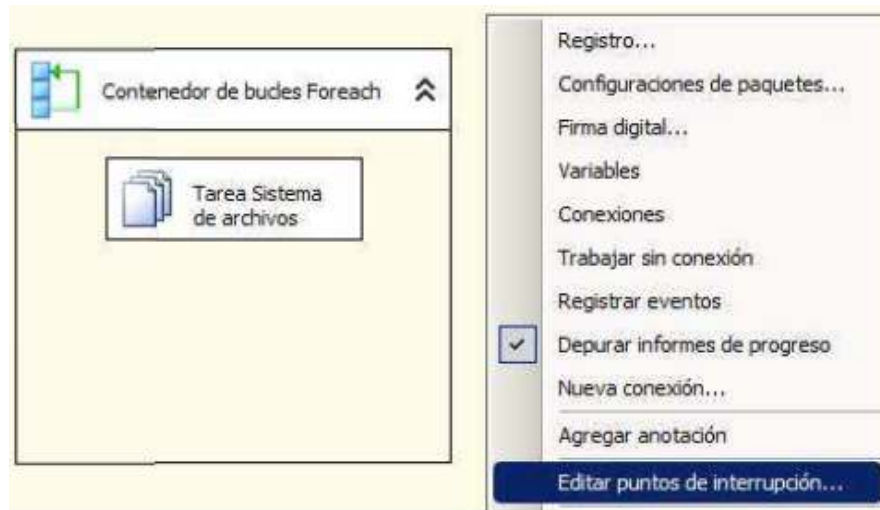 Contenedor de bucles Foreach
Tarea Sistema
de archivos
Registro...
Configuraciones de paquetes...
Firma digital...
Variables
Conexiones
Trabajar sin conexión
Registrar eventos
Depurar informes de progreso
Nueva conexión...
Agregar anotación
Editar puntos de interrupción...